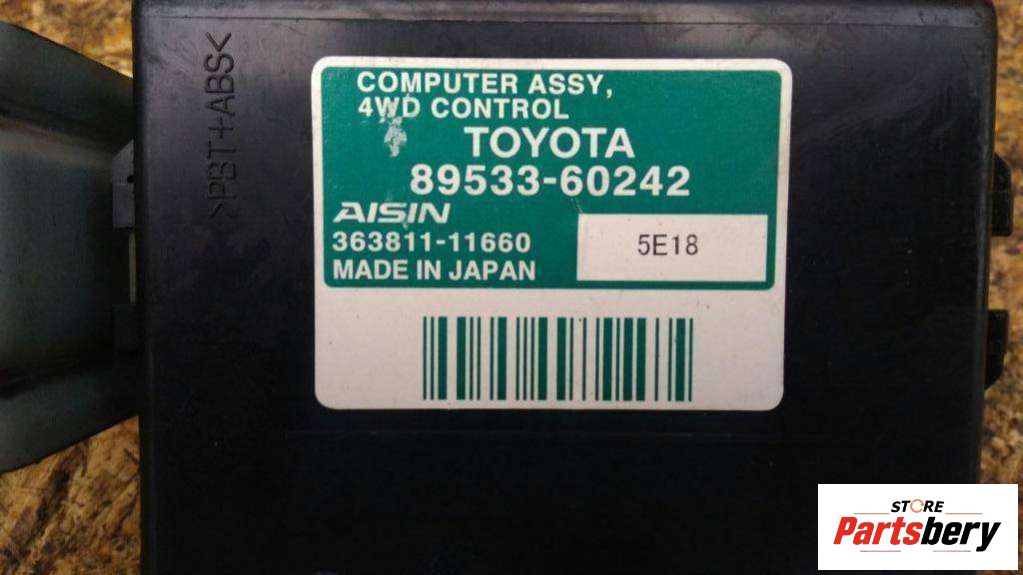 >PBT+ABS<
COMPUTER ASSY,
4WD CONTROL
TOYOTA
89533-60242
AISIN
363811-11660
5E18
MADE IN JAPAN
STORE
Partsbery